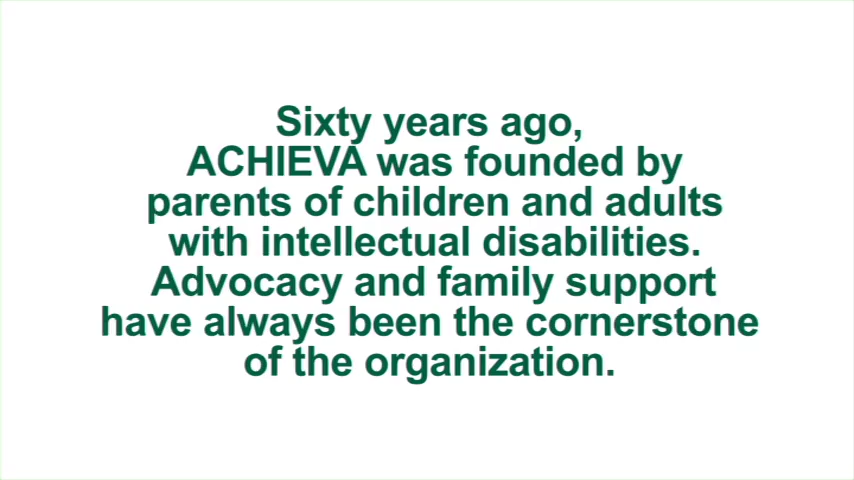 Sixty years ago,
ACHIEVA was founded by
parents of children and adults
with intellectual disabilities.
Advocacy and family support
have always been the cornerstone
of the organization.